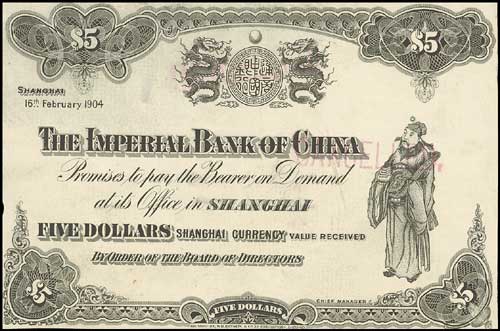 $5 $5
SHANGHAI
16th February 1904
THE IMPERIAL BANK OF CHINA
CANCEL
Promises to pay the Bearer on Demand
at its Office in SHANGHAI
FIVE DOLLARS SHANGHAI CURRENCY VALUE RECEIVED
BY ORDER OF THE BOARD OF DIRECTORS
CHIEF MANAGER
$5 FIVE DOLLARS $5